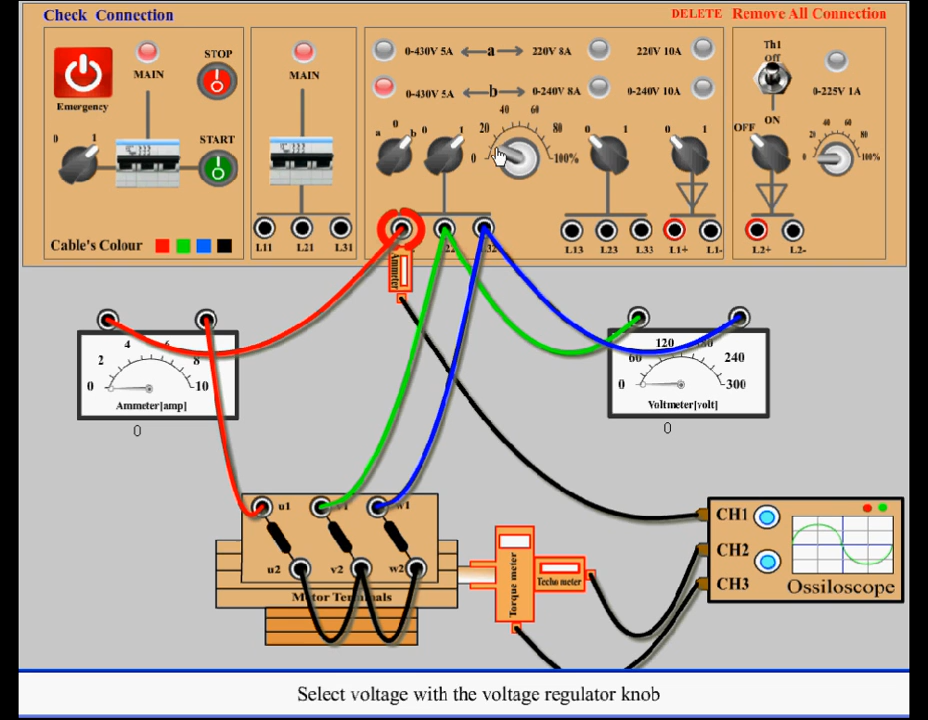 Check Connection
DELETE Remove All Connection
MAIN
STOP
Emergency
START
0 1
Cable's Colour
MAIN
L11 L21 L31
0-430V 5A a 220V 8A
220V 10A
0-430V 5A b 0-240V 8A
0-240V 10A
a 0 b
0 1
0 20 40 60 80 100%
0 1
0 1
L13 L23 L33 L1+ L1-
Th1
Off
ON
0-225V 1A
OFF
0 20 40 60 80 100%
L2+ L2-
Ammeter
0 2 4 8 10
Ammeter[amp]
0
60 120 240
0 300
Voltmeter[volt]
0
u1 w1
u2 v2 w2
Motor Terminals
Torque meter
Techo meter
CH1
CH2
CH3
Ossiloscope
Select voltage with the voltage regulator knob